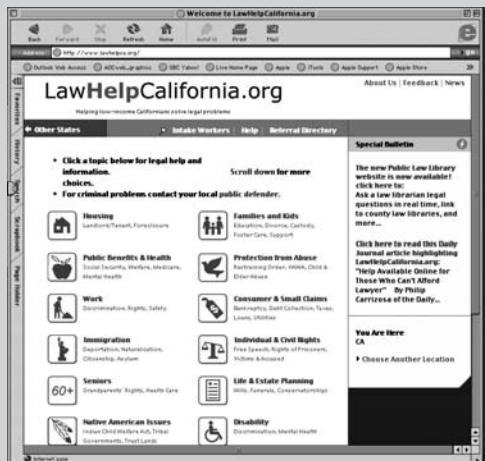 Welcome to LawHelpCalifornia.org
Back Forward Stop Refresh Home AutoFill Print Mail
Address http://www.lawhelpca.org/ go
Outlook Web Access SBC Yahoo! Live Home Page Apple iTools Apple Support Apple Store
Favorites
History
Search
Scrapbook
Page Holder
LawHelpCalifornia.org
About Us | Feedback | News
Helping low-income Californians solve legal problems
Other States
Intake Workers | Help | Referral Directory
• Click a topic below for legal help and
information. Scroll down for more
choices.
• For criminal problems contact your local public defender.
Housing
Landlord/Tenant, Foreclosure
Families and Kids
Education, Divorce, Custody,
Foster Care, Support
Public Benefits & Health
Social Security, Welfare, Medicare,
Mental Health
Protection from Abuse
Restraining Order, VAWA, Child &
Elder Abuse
Work
Discrimination, Rights, Safety
Consumer & Small Claims
Bankruptcy, Debt Collection, Taxes,
Loans, Utilities
Immigration
Deportation, Naturalization,
Citizenship, Asylum
Individual & Civil Rights
Free Speech, Rights of Prisoners,
Victims & Accused
60+
Seniors
Grandparents' Rights, Health Care
Life & Estate Planning
Wills, Funerals, Conservatorships
Native American Issues
Indian Child Welfare Act, Tribal
Governments, Trust Lands
Disability
Discrimination, Mental Health
Special Bulletin
The new Public Law Library
website is now available!
click here to:
Ask a law librarian legal
questions in real time, link
to county law libraries, and
more...
Click here to read this Daily
Journal article highlighting
LawHelpCalifornia.org:
"Help Available Online for
Those Who Can't Afford
Lawyer" By Philip
Carrizosa of the Daily...
You Are Here
CA
Choose Another Location
Internet zone